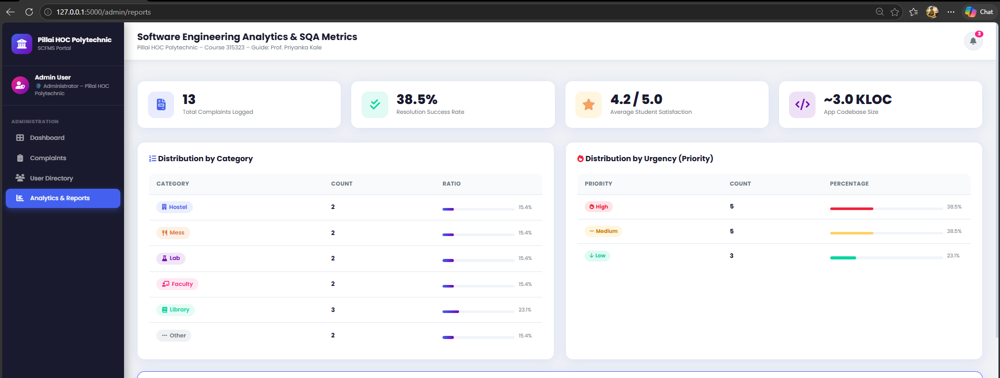 127.0.0.1:5000/admin/reports
Chat
Pillai HOC Polytechnic
SCFMS Portal
Admin User
Administrator – Pillai HOC
Polytechnic
ADMINISTRATION
Dashboard
Complaints
User Directory
Analytics & Reports
Software Engineering Analytics & SQA Metrics
Pillai HOC Polytechnic – Course 315323 – Guide: Prof. Priyanka Kale
3
13
Total Complaints Logged
38.5%
Resolution Success Rate
4.2 / 5.0
Average Student Satisfaction
~3.0 KLOC
App Codebase Size
Distribution by Category
CATEGORY COUNT RATIO
Hostel 2 15.4%
Mess 2 15.4%
Lab 2 15.4%
Faculty 2 15.4%
Library 3 23.1%
Other 2 15.4%
Distribution by Urgency (Priority)
PRIORITY COUNT PERCENTAGE
High 5 38.5%
Medium 5 38.5%
Low 3 23.1%